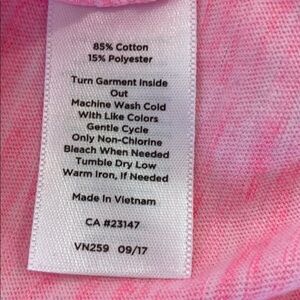 85% Cotton
15% Polyester
Turn Garment Inside
Out
Machine Wash Cold
With Like Colors
Gentle Cycle
Only Non-Chlorine
Bleach When Needed
Tumble Dry Low
Warm Iron, If Needed
Made in Vietnam
CA #23147
VN259 09/17